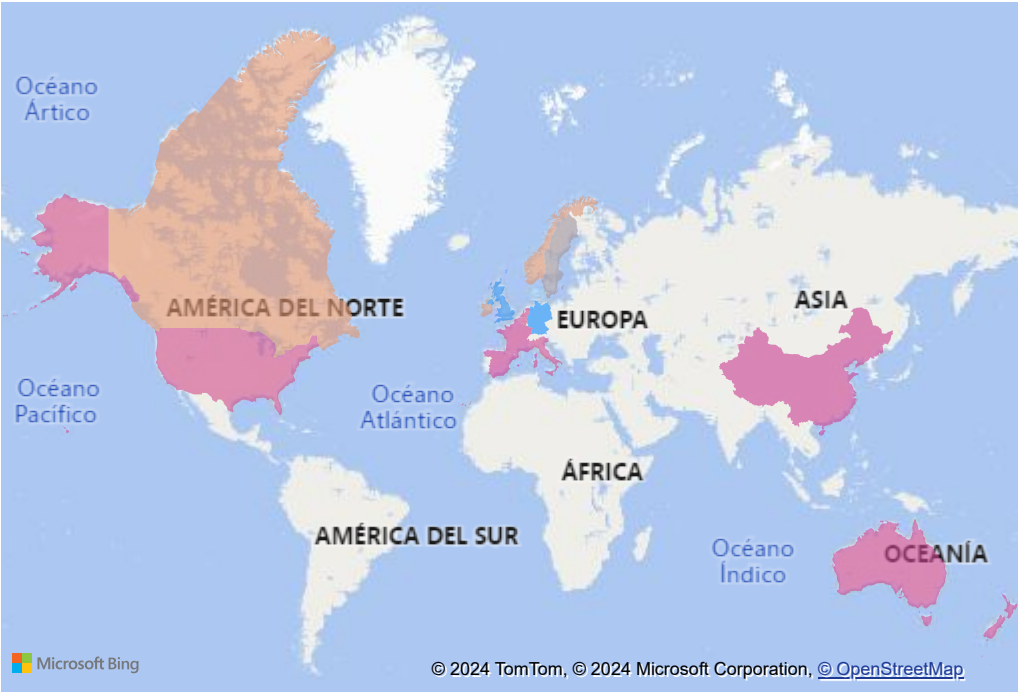 Océano
Ártico
AMÉRICA DEL NORTE
EUROPA
ASIA
Océano
Pacífico
Océano
Atlántico
ÁFRICA
AMÉRICA DEL SUR
Océano
Índico
OCEANÍA
Microsoft Bing
© 2024 TomTom, © 2024 Microsoft Corporation, © OpenStreetMap